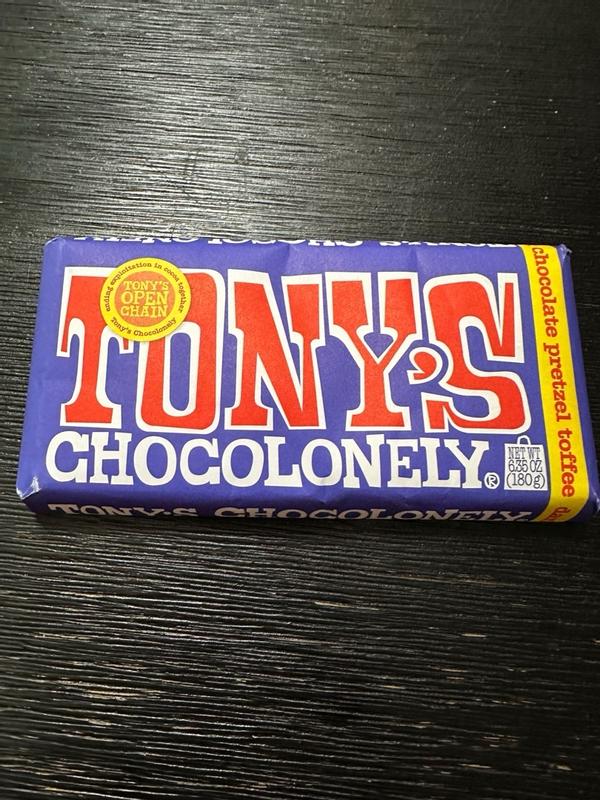 ending exploitation in cocoa together
TONY'S
OPEN
CHAIN
Tony's Chocolonely
TONY'S
CHOCOLONELY®
NET WT
6.35 OZ
(180g)
chocolate pretzel toffee
TONY'S CHOCOLONELY